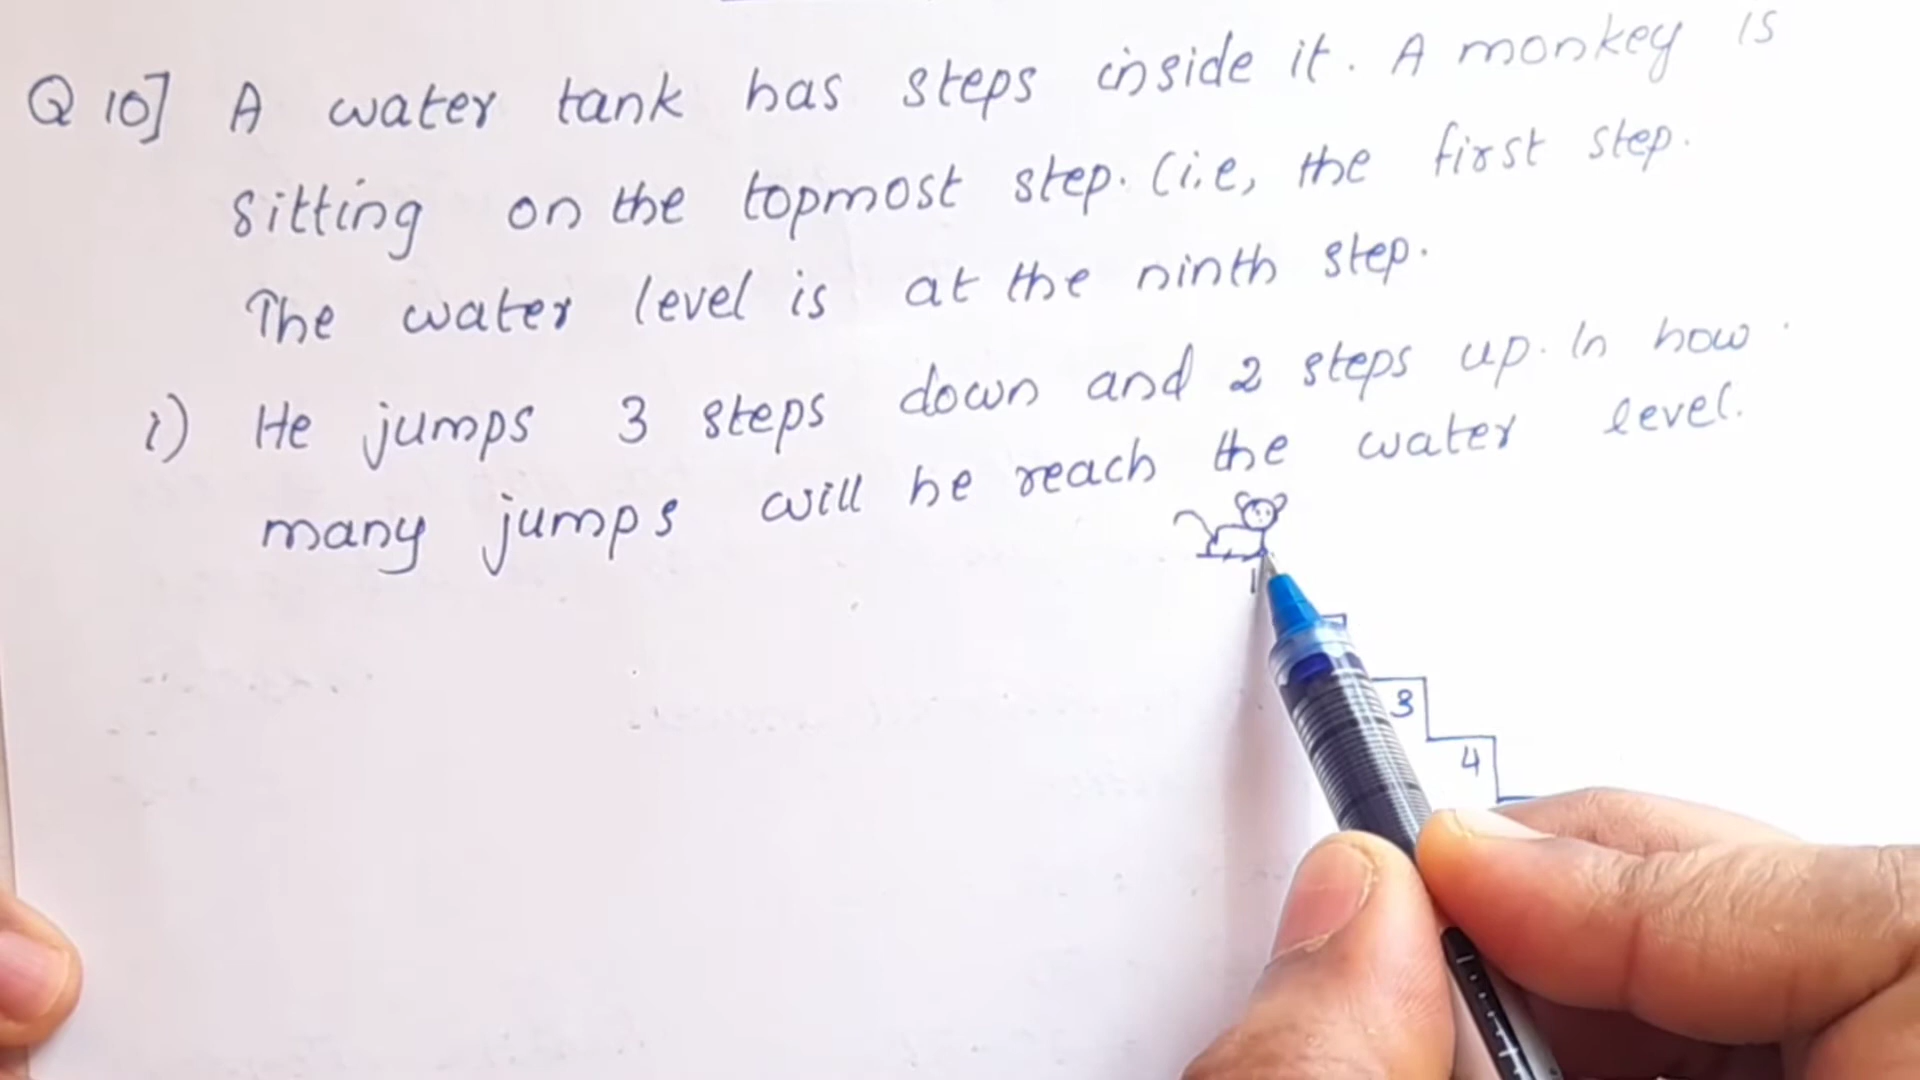 Q 10] A water tank has steps inside it. A monkey is
sitting on the topmost step. (i.e, the first step.
The water level is at the ninth step.
i) He jumps 3 steps down and 2 steps up. In how
many jumps will he reach the water level.
1
3
4